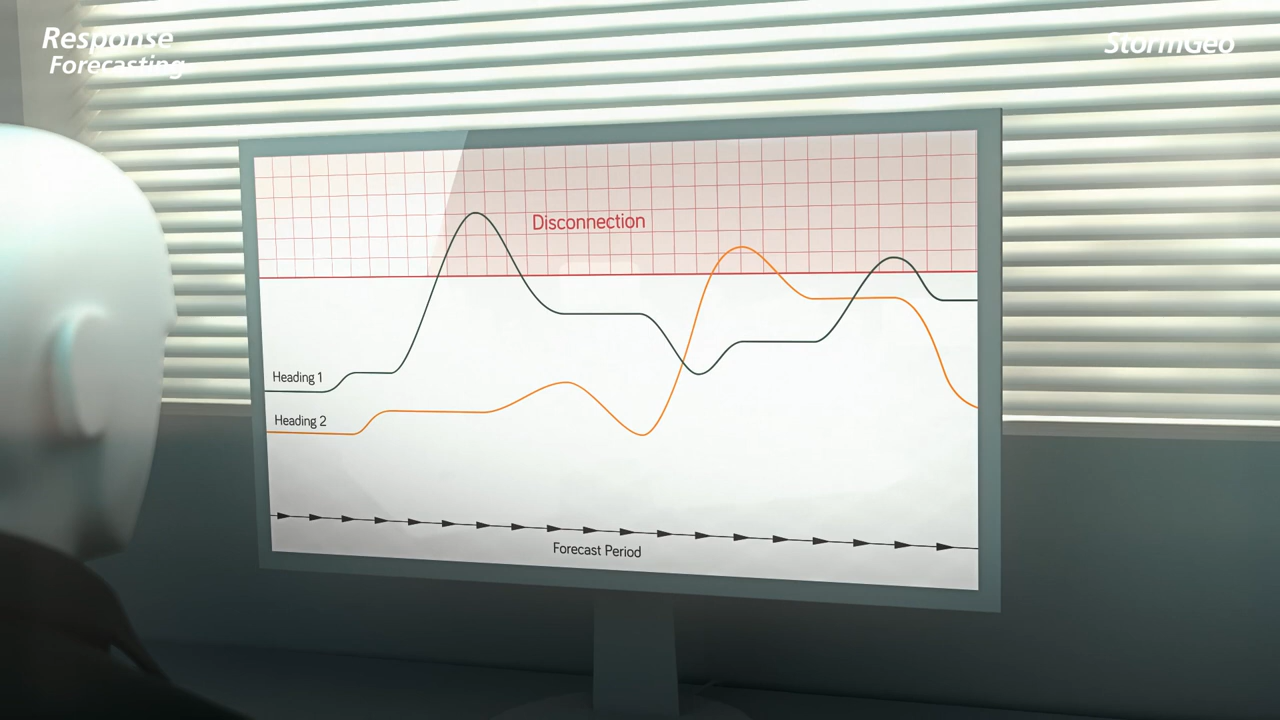 Response
Forecasting
StormGeo
Disconnection
Heading 1
Heading 2
Forecast Period